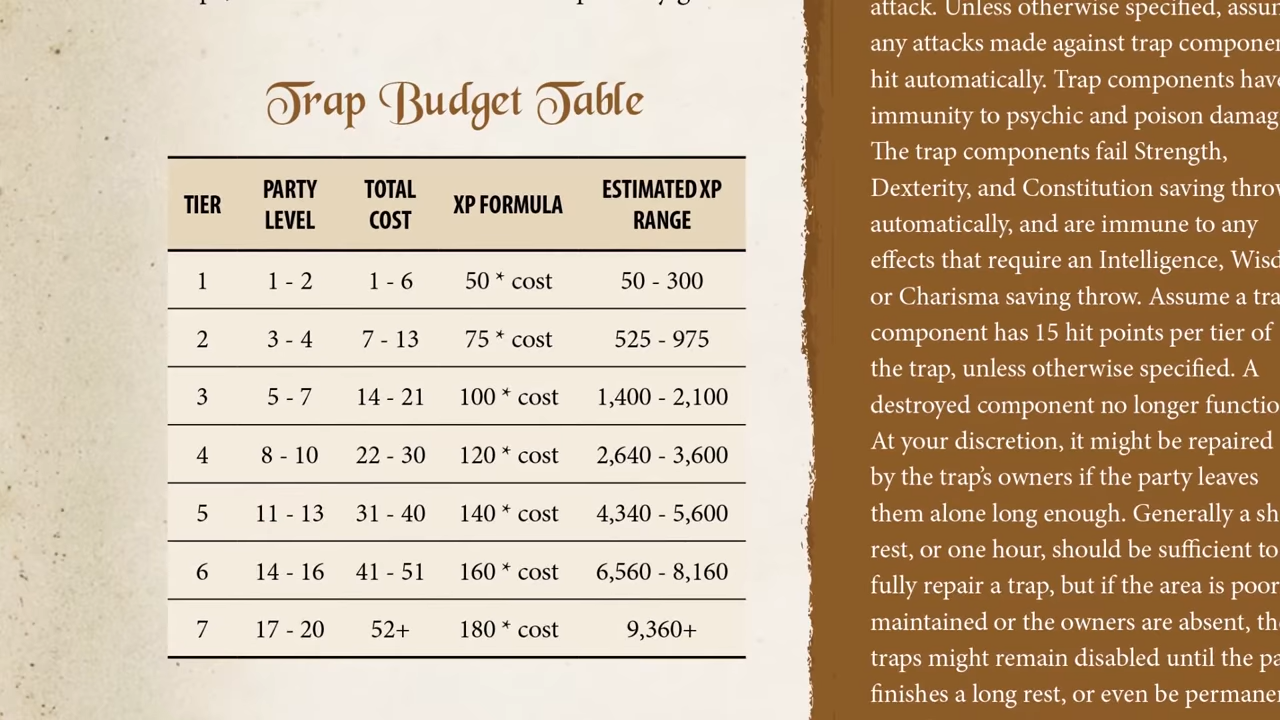 Trap Budget Table
TIER PARTY LEVEL TOTAL COST XP FORMULA ESTIMATED XP RANGE
1 1 - 2 1 - 6 50 * cost 50 - 300
2 3 - 4 7 - 13 75 * cost 525 - 975
3 5 - 7 14 - 21 100 * cost 1,400 - 2,100
4 8 - 10 22 - 30 120 * cost 2,640 - 3,600
5 11 - 13 31 - 40 140 * cost 4,340 - 5,600
6 14 - 16 41 - 51 160 * cost 6,560 - 8,160
7 17 - 20 52+ 180 * cost 9,360+
attack. Unless otherwise specified,
any attacks made against trap
hit automatically. Trap components
immunity to psychic and poison
The trap components fail Strength,
Dexterity, and Constitution saving
automatically, and are immune to any
effects that require an Intelligence,
or Charisma saving throw. Assume a
component has 15 hit points per tier of
the trap, unless otherwise specified. A
destroyed component no longer
At your discretion, it might be repaired
by the trap’s owners if the party leaves
them alone long enough. Generally a
rest, or one hour, should be sufficient to
fully repair a trap, but if the area is
maintained or the owners are absent,
traps might remain disabled until the
finishes a long rest, or even be